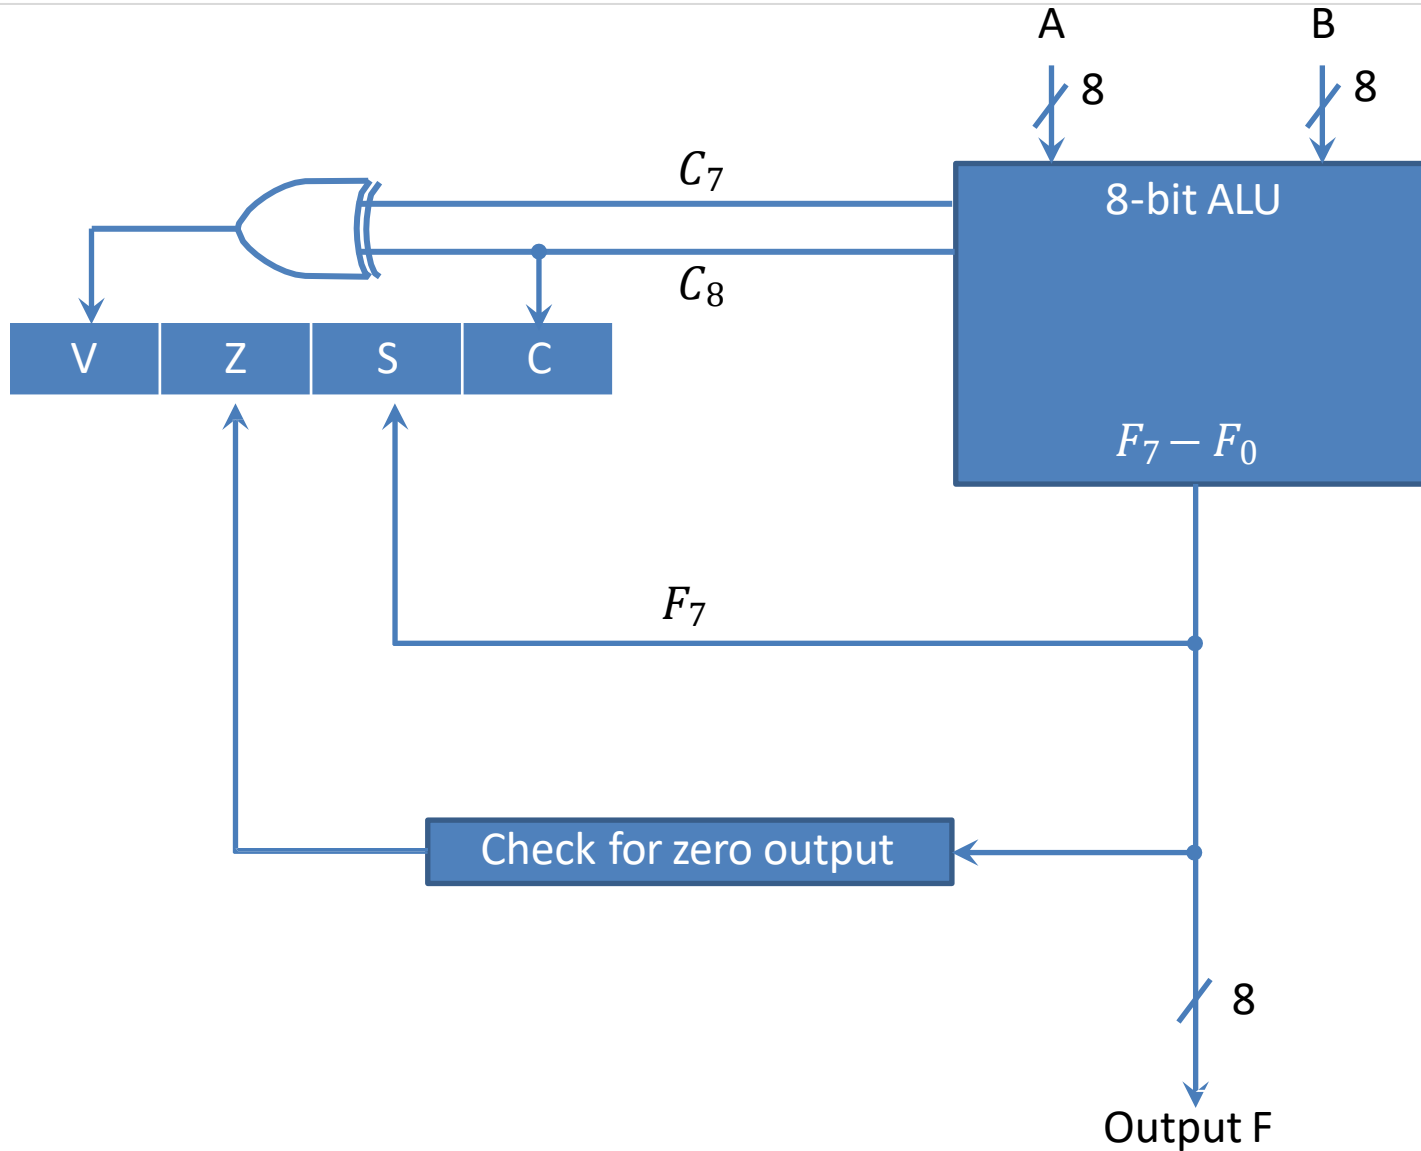 A
B
8
8
C₇
8-bit ALU
C₈
V
Z
S
C
F₇ − F₀
F₇
Check for zero output
8
Output F